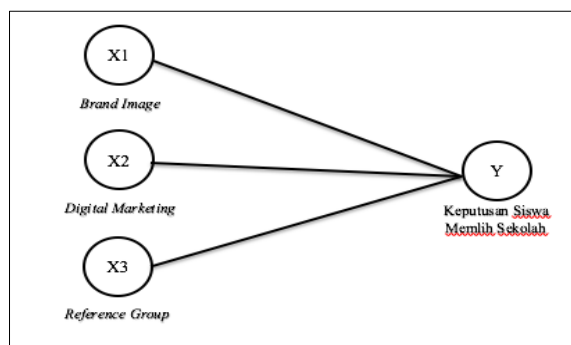 X1
Brand Image
X2
Digital Marketing
X3
Reference Group
Y
Keputusan Siswa
Memlih Sekolah